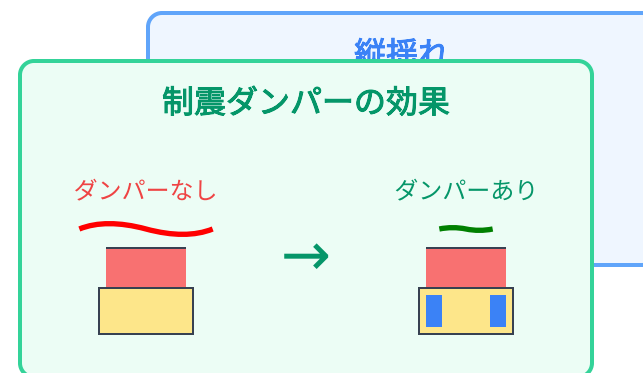 縦揺れ
制震ダンパーの効果
ダンパーなし
ダンパーあり
→